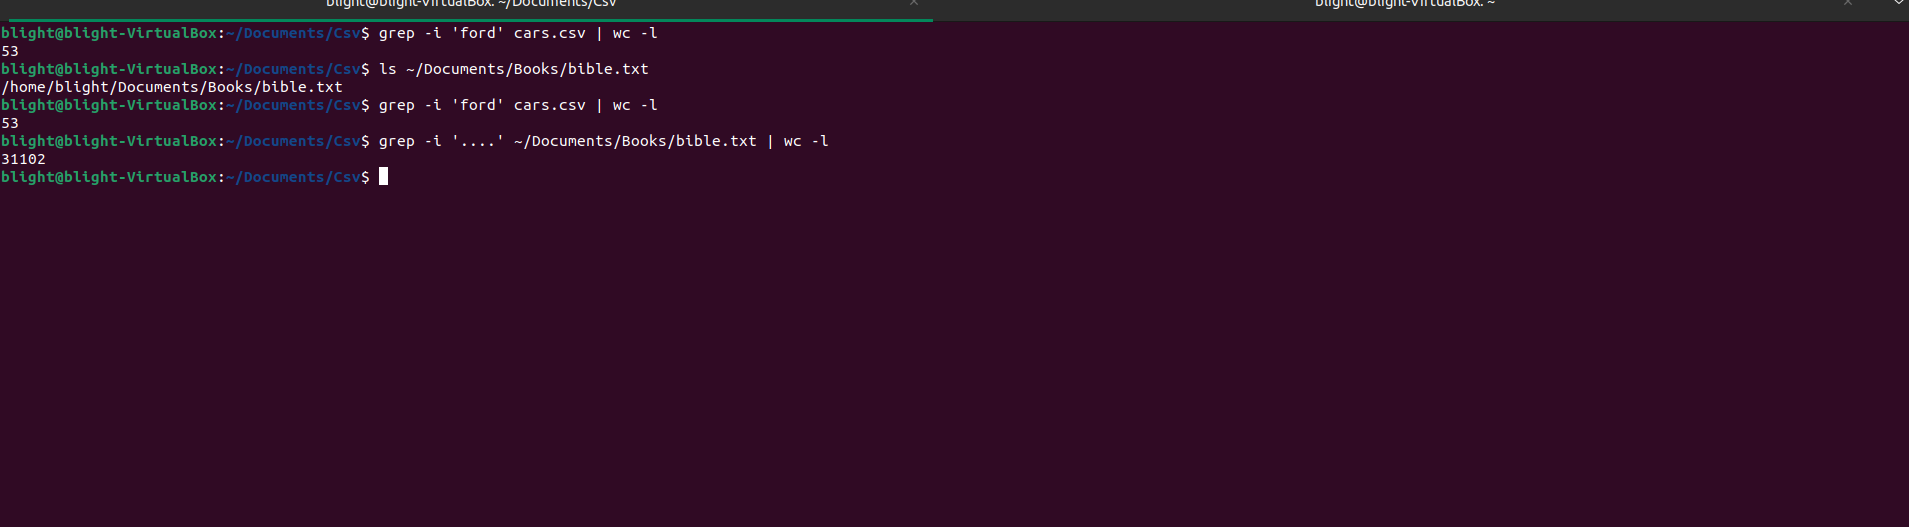 blight@blight-VirtualBox: ~/Documents/Csv
blight@blight-VirtualBox: ~
blight@blight-VirtualBox:~/Documents/Csv$ grep -i 'ford' cars.csv | wc -l
53
blight@blight-VirtualBox:~/Documents/Csv$ ls ~/Documents/Books/bible.txt
/home/blight/Documents/Books/bible.txt
blight@blight-VirtualBox:~/Documents/Csv$ grep -i 'ford' cars.csv | wc -l
53
blight@blight-VirtualBox:~/Documents/Csv$ grep -i '....' ~/Documents/Books/bible.txt | wc -l
31102
blight@blight-VirtualBox:~/Documents/Csv$